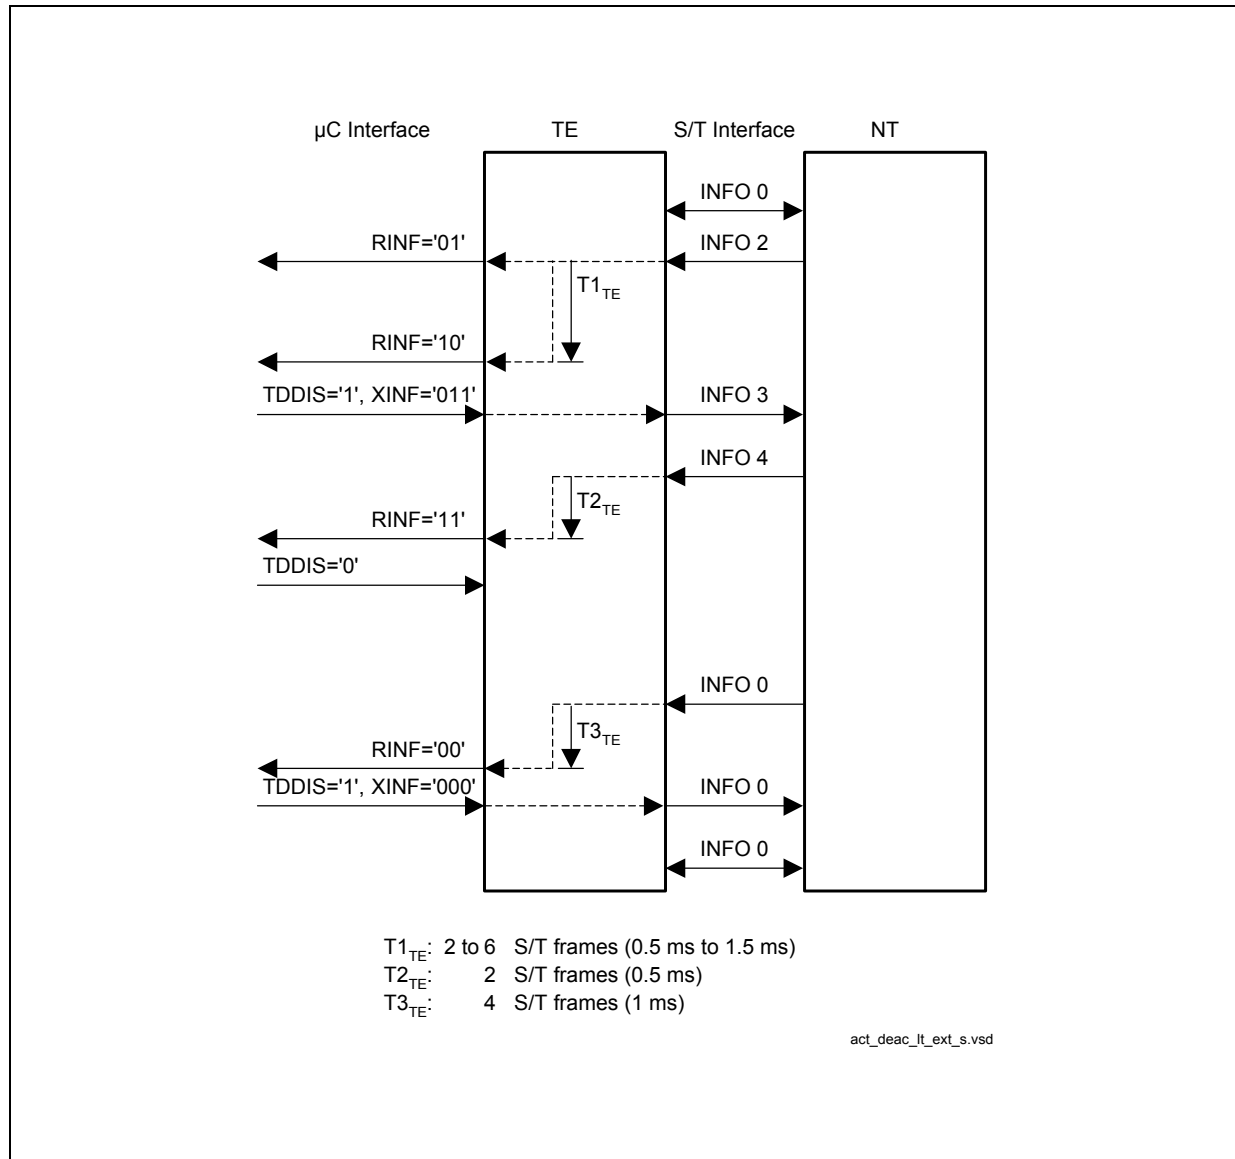 µC Interface TE S/T Interface NT
INFO 0
RINF='01' INFO 2
T1TE
RINF='10'
TDDIS='1', XINF='011' INFO 3
INFO 4
T2TE
RINF='11'
TDDIS='0'
INFO 0
T3TE
RINF='00'
TDDIS='1', XINF='000' INFO 0
INFO 0
T1TE: 2 to 6 S/T frames (0.5 ms to 1.5 ms)
T2TE: 2 S/T frames (0.5 ms)
T3TE: 4 S/T frames (1 ms)
act_deac_lt_ext_s.vsd